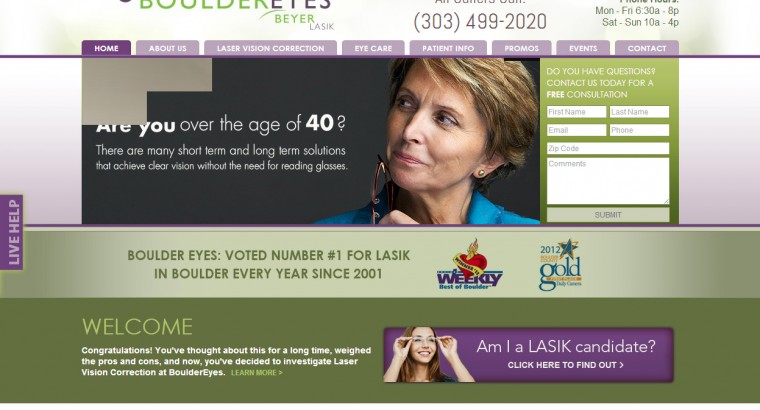 BOULDEREYES
BEYER
LASIK
(303) 499-2020
Mon - Fri 6:30a - 8p
Sat - Sun 10a - 4p
HOME
ABOUT US
LASER VISION CORRECTION
EYE CARE
PATIENT INFO
PROMOS
EVENTS
CONTACT
Are you over the age of 40?
There are many short term and long term solutions
that achieve clear vision without the need for reading glasses.
DO YOU HAVE QUESTIONS?
CONTACT US TODAY FOR A
FREE CONSULTATION
First Name
Last Name
Email
Phone
Zip Code
Comments
SUBMIT
LIVE HELP
BOULDER EYES: VOTED NUMBER #1 FOR LASIK
IN BOULDER EVERY YEAR SINCE 2001
WEEKLY
Best of Boulder
2012
gold
Daily Camera
WELCOME
Congratulations! You've thought about this for a long time, weighed
the pros and cons, and now, you've decided to investigate Laser
Vision Correction at BoulderEyes. LEARN MORE >
Am I a LASIK candidate?
CLICK HERE TO FIND OUT >